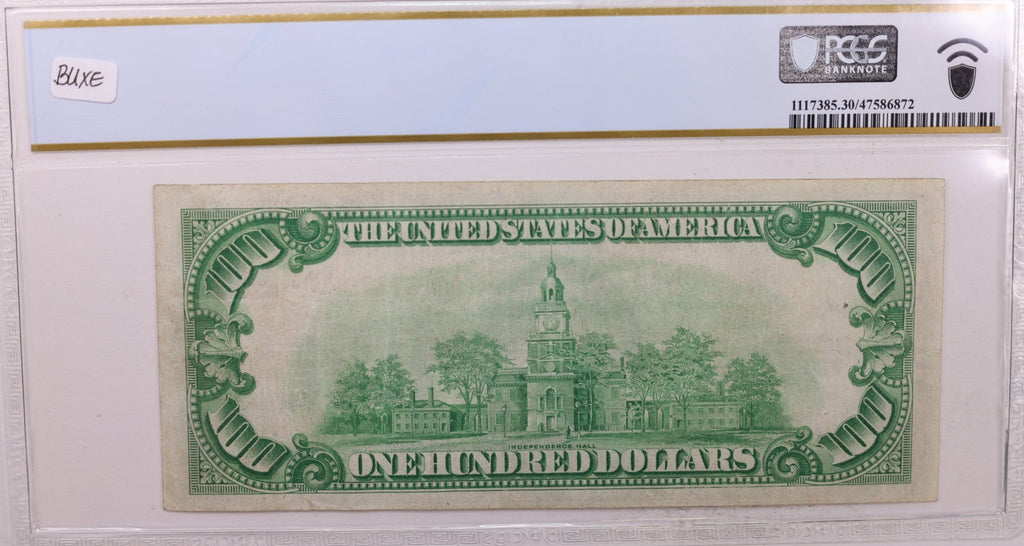 BUXE
PCGS
BANKNOTE
1117385.30/47586872
100 100
THE UNITED STATES OF AMERICA
INDEPENDENCE HALL
100 100
ONE HUNDRED DOLLARS